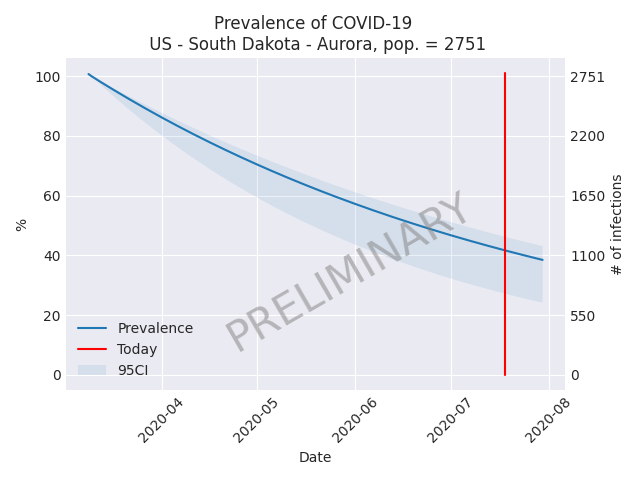 Prevalence of COVID-19
US - South Dakota - Aurora, pop. = 2751
100
80
60
40
20
0
%
2751
2200
1650
1100
550
0
# of infections
PRELIMINARY
Prevalence
Today
95CI
2020-04
2020-05
2020-06
2020-07
2020-08
Date